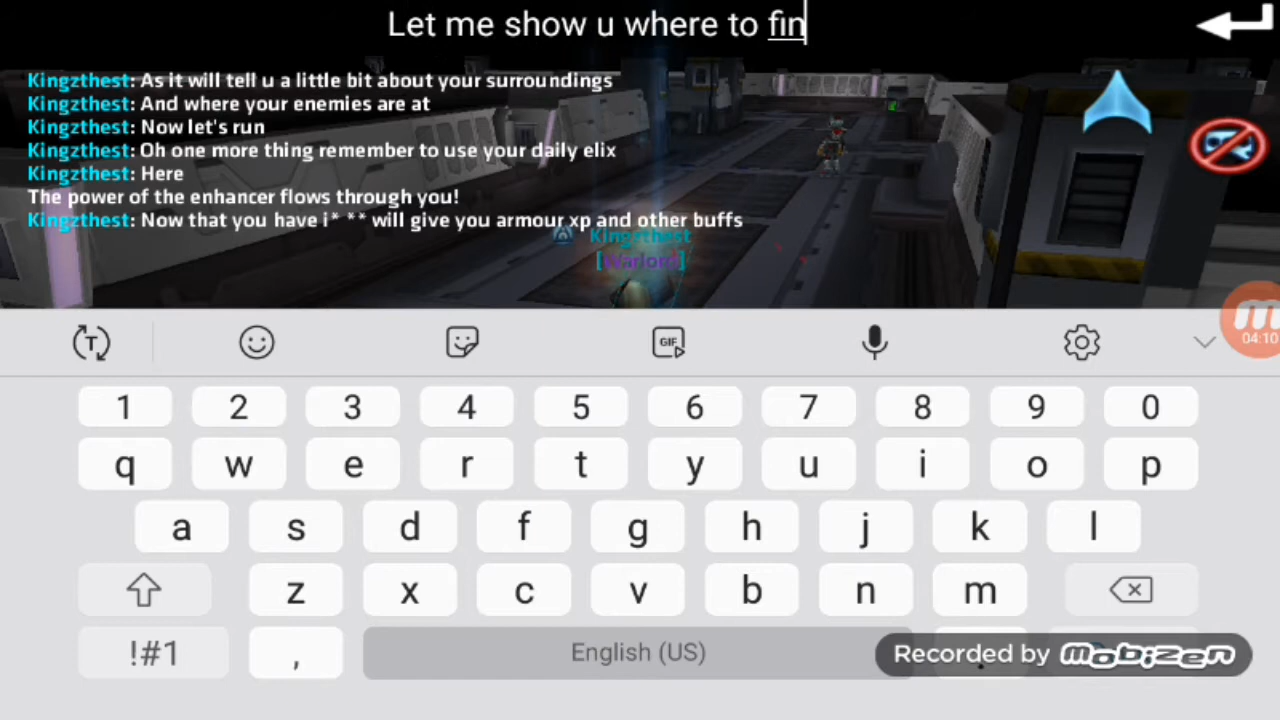 Let me show u where to fin
Kingzthest: As it will tell u a little bit about your surroundings
Kingzthest: And where your enemies are at
Kingzthest: Now let's run
Kingzthest: Oh one more thing remember to use your daily elix
Kingzthest: Here
The power of the enhancer flows through you!
Kingzthest: Now that you have i* ** will give you armour xp and other buffs
Kingzthest
[Warlord]
04:10
T
GIF
1 2 3 4 5 6 7 8 9 0
q w e r t y u i o p
a s d f g h j k l
z x c v b n m
!#1 , English (US)
Recorded by mobizen